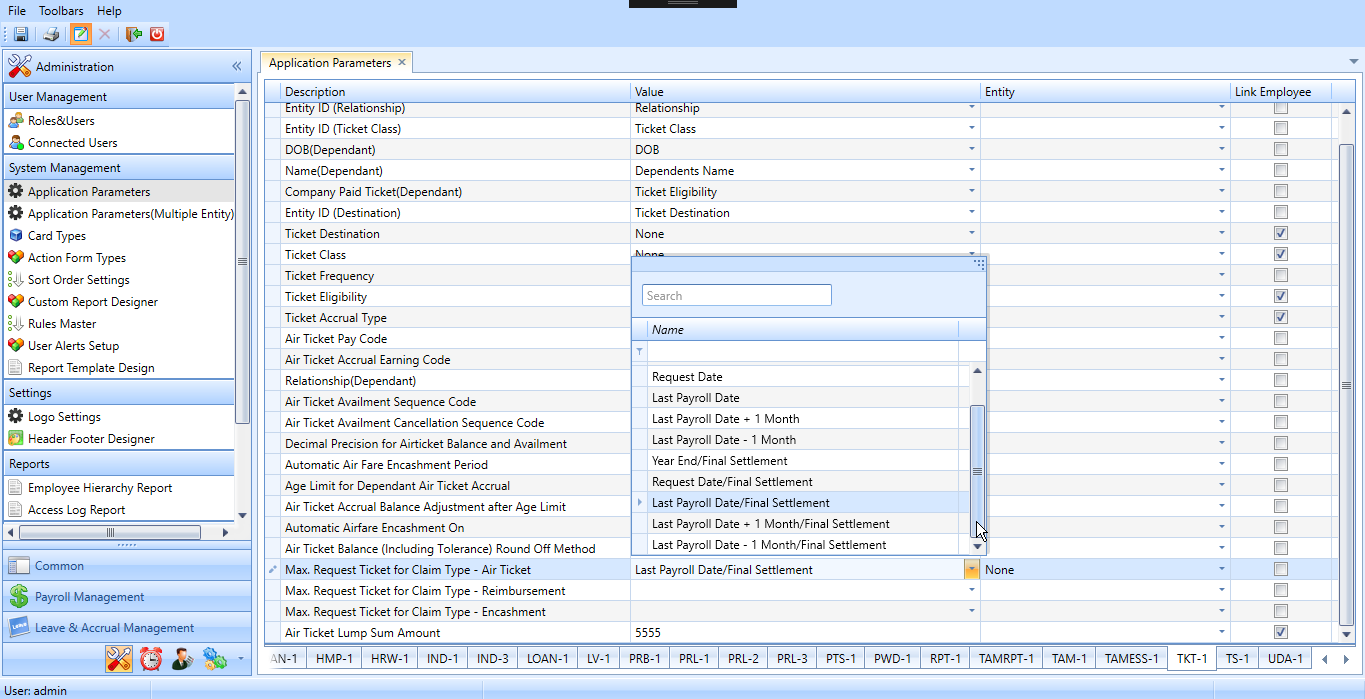 File Toolbars Help
Administration
User Management
Roles&Users
Connected Users
System Management
Application Parameters
Application Parameters(Multiple Entity)
Card Types
Action Form Types
Sort Order Settings
Custom Report Designer
Rules Master
User Alerts Setup
Report Template Design
Settings
Logo Settings
Header Footer Designer
Reports
Employee Hierarchy Report
Access Log Report
Common
Payroll Management
Leave & Accrual Management
Application Parameters
Description Value Entity Link Employee
Entity ID (Relationship) Relationship
Entity ID (Ticket Class) Ticket Class
DOB(Dependant) DOB
Name(Dependant) Dependents Name
Company Paid Ticket(Dependant) Ticket Eligibility
Entity ID (Destination) Ticket Destination
Ticket Destination None
Ticket Class None
Ticket Frequency
Ticket Eligibility
Ticket Accrual Type
Air Ticket Pay Code
Air Ticket Accrual Earning Code
Relationship(Dependant)
Air Ticket Availment Sequence Code
Air Ticket Availment Cancellation Sequence Code
Decimal Precision for Airticket Balance and Availment
Automatic Air Fare Encashment Period
Age Limit for Dependant Air Ticket Accrual
Air Ticket Accrual Balance Adjustment after Age Limit
Automatic Airfare Encashment On
Air Ticket Balance (Including Tolerance) Round Off Method
Search
Name
Request Date
Last Payroll Date
Last Payroll Date + 1 Month
Last Payroll Date - 1 Month
Year End/Final Settlement
Request Date/Final Settlement
Last Payroll Date/Final Settlement
Last Payroll Date + 1 Month/Final Settlement
Last Payroll Date - 1 Month/Final Settlement
Max. Request Ticket for Claim Type - Air Ticket Last Payroll Date/Final Settlement None
Max. Request Ticket for Claim Type - Reimbursement
Max. Request Ticket for Claim Type - Encashment
Air Ticket Lump Sum Amount 5555
AN-1 HMP-1 HRW-1 IND-1 IND-3 LOAN-1 LV-1 PRB-1 PRL-1 PRL-2 PRL-3 PTS-1 PWD-1 RPT-1 TAMRPT-1 TAM-1 TAMESS-1 TKT-1 TS-1 UDA-1
User: admin